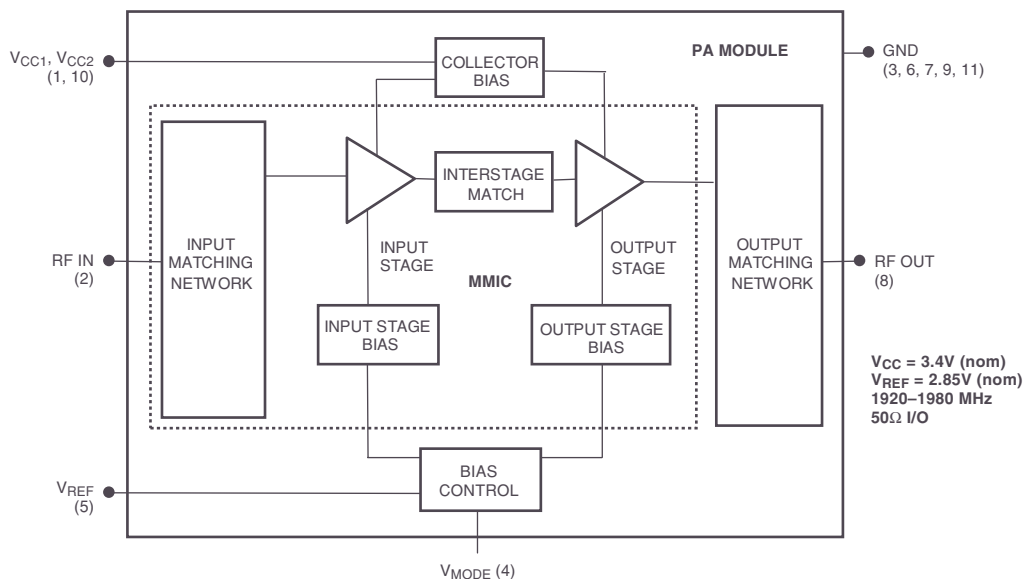 VCC1, VCC2
(1, 10)
COLLECTOR
BIAS
PA MODULE
GND
(3, 6, 7, 9, 11)
INTERSTAGE
MATCH
RF IN
(2)
INPUT
MATCHING
NETWORK
INPUT
STAGE
MMIC
OUTPUT
STAGE
OUTPUT
MATCHING
NETWORK
RF OUT
(8)
INPUT STAGE
BIAS
OUTPUT STAGE
BIAS
VCC = 3.4V (nom)
VREF = 2.85V (nom)
1920–1980 MHz
50Ω I/O
BIAS
CONTROL
VREF
(5)
VMODE (4)